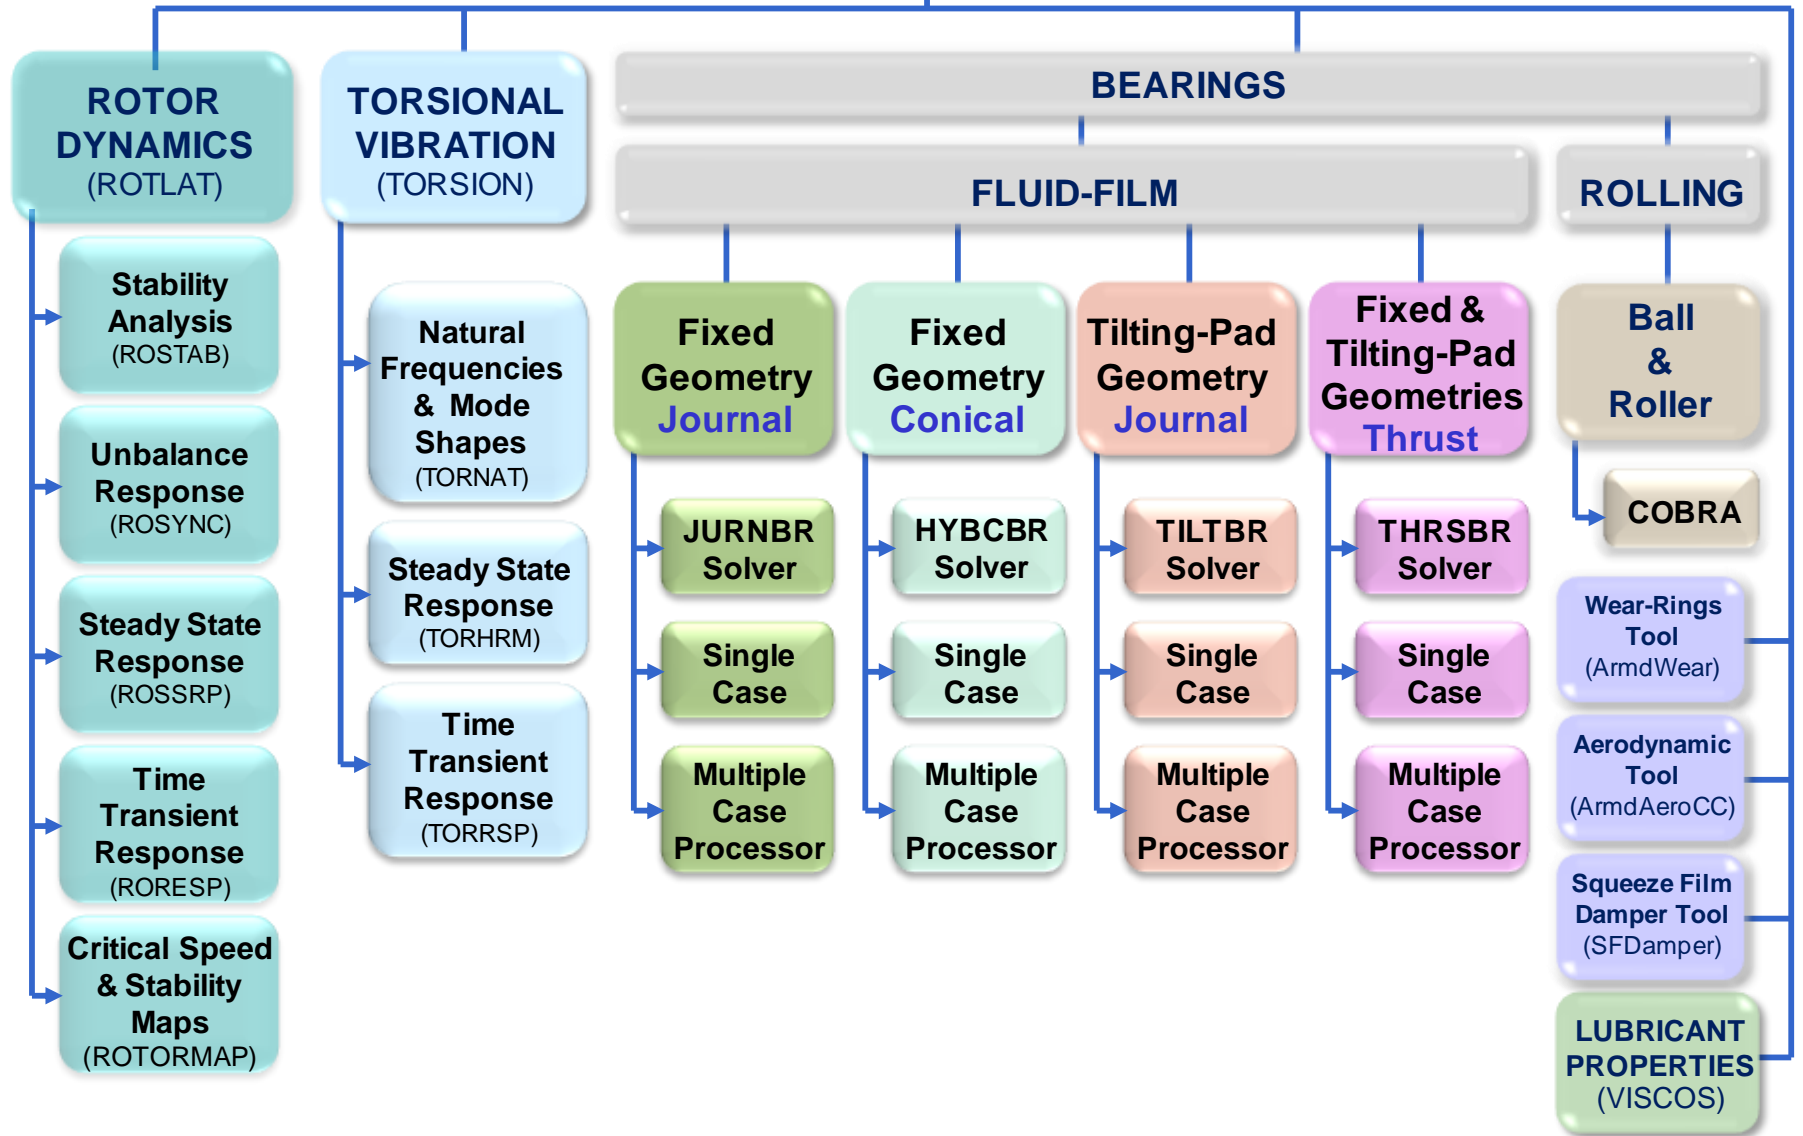 ROTOR
DYNAMICS
(ROTLAT)
Stability
Analysis
(ROSTAB)
Unbalance
Response
(ROSYNC)
Steady State
Response
(ROSSRP)
Time
Transient
Response
(RORESP)
Critical Speed
& Stability
Maps
(ROTORMAP)
TORSIONAL
VIBRATION
(TORSION)
Natural
Frequencies
& Mode
Shapes
(TORNAT)
Steady State
Response
(TORHRM)
Time
Transient
Response
(TORRSP)
BEARINGS
FLUID-FILM
Fixed
Geometry
Journal
JURNBR
Solver
Single
Case
Multiple
Case
Processor
Fixed
Geometry
Conical
HYBCBR
Solver
Single
Case
Multiple
Case
Processor
Tilting-Pad
Geometry
Journal
TILTBR
Solver
Single
Case
Multiple
Case
Processor
Fixed &
Tilting-Pad
Geometries
Thrust
THRSBR
Solver
Single
Case
Multiple
Case
Processor
ROLLING
Ball
&
Roller
COBRA
Wear-Rings
Tool
(ArmdWear)
Aerodynamic
Tool
(ArmdAeroCC)
Squeeze Film
Damper Tool
(SFDamper)
LUBRICANT
PROPERTIES
(VISCOS)